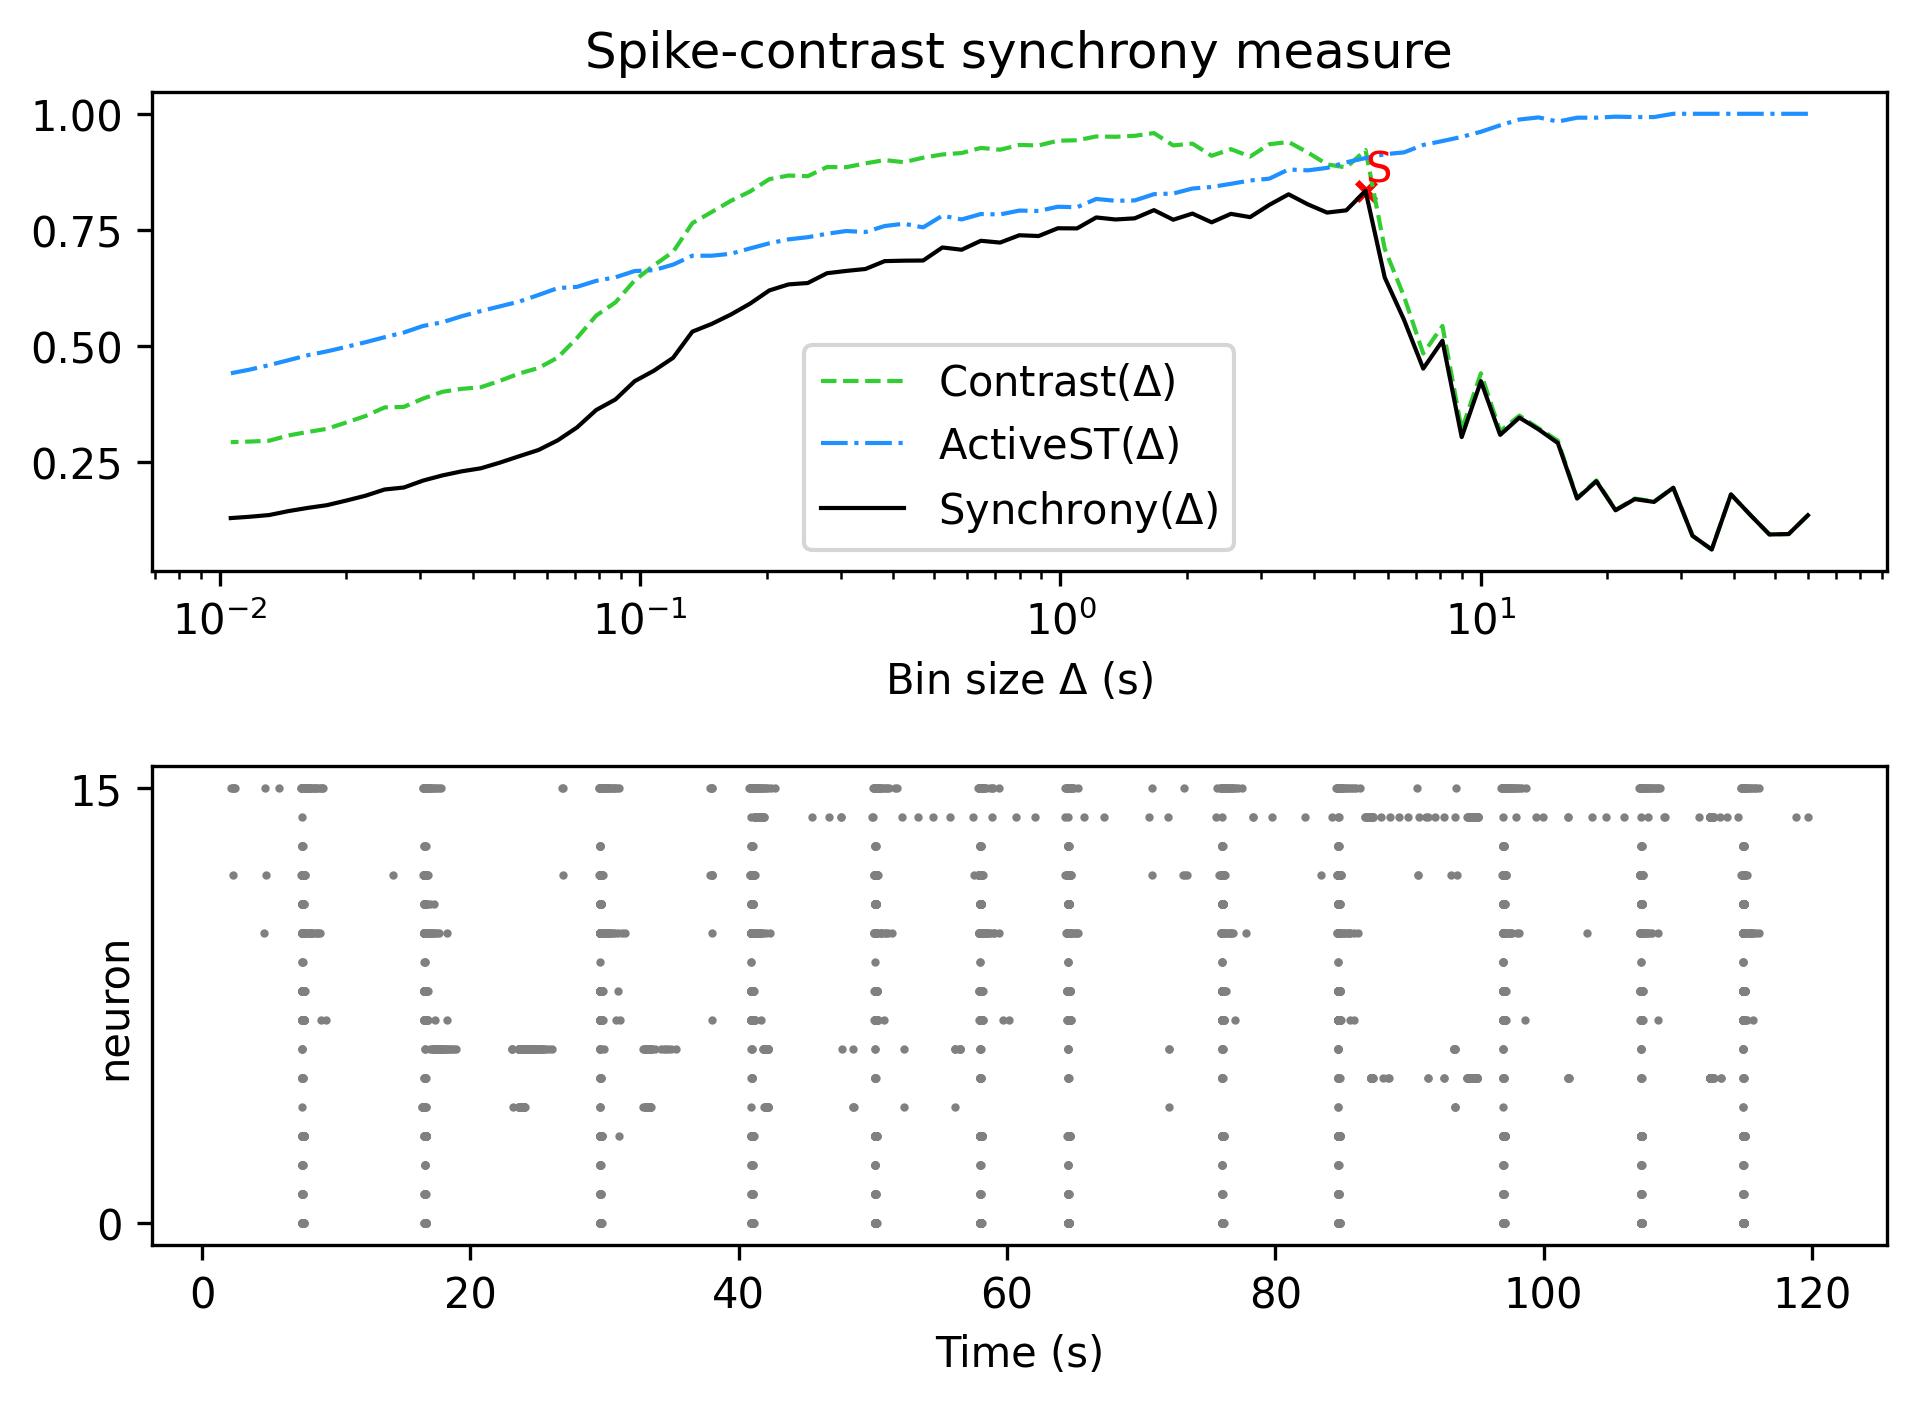 Spike-contrast synchrony measure
1.00
0.75
0.50
0.25
S
Contrast(Δ)
ActiveST(Δ)
Synchrony(Δ)
10⁻² 10⁻¹ 10⁰ 10¹
Bin size Δ (s)
15
0
neuron
0 20 40 60 80 100 120
Time (s)